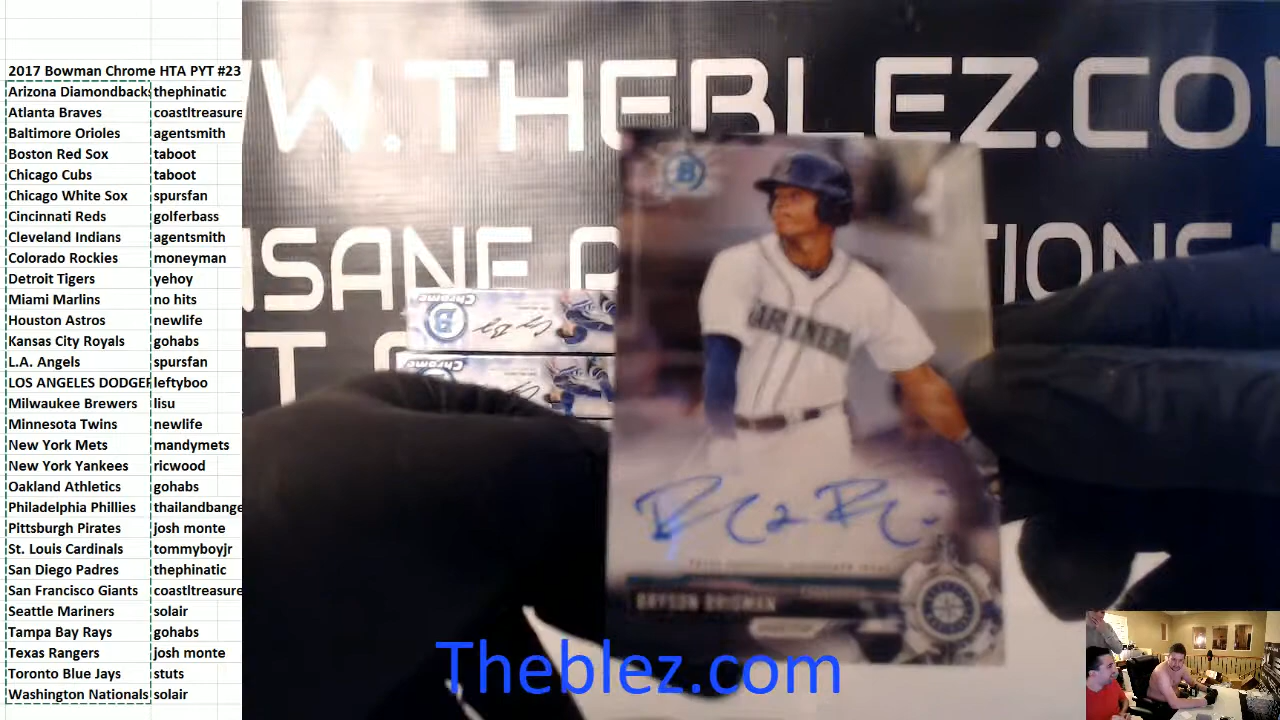 2017 Bowman Chrome HTA PYT #23
Arizona Diamondbacks thephinatic
Atlanta Braves coastltreasure
Baltimore Orioles agentsmith
Boston Red Sox taboot
Chicago Cubs taboot
Chicago White Sox spursfan
Cincinnati Reds golferbass
Cleveland Indians agentsmith
Colorado Rockies moneyman
Detroit Tigers yehoy
Miami Marlins no hits
Houston Astros newlife
Kansas City Royals gohabs
L.A. Angels spursfan
LOS ANGELES DODGER leftyboo
Milwaukee Brewers lisu
Minnesota Twins newlife
New York Mets mandymets
New York Yankees ricwood
Oakland Athletics gohabs
Philadelphia Phillies thailandbange
Pittsburgh Pirates josh monte
St. Louis Cardinals tommyboyjr
San Diego Padres thephinatic
San Francisco Giants coastltreasure
Seattle Mariners solair
Tampa Bay Rays gohabs
Texas Rangers josh monte
Toronto Blue Jays stuts
Washington Nationals solair
W.THEBLEZ.CO
Chrome
B
MARINERS
BRYSON BRIGMAN
Theblez.com